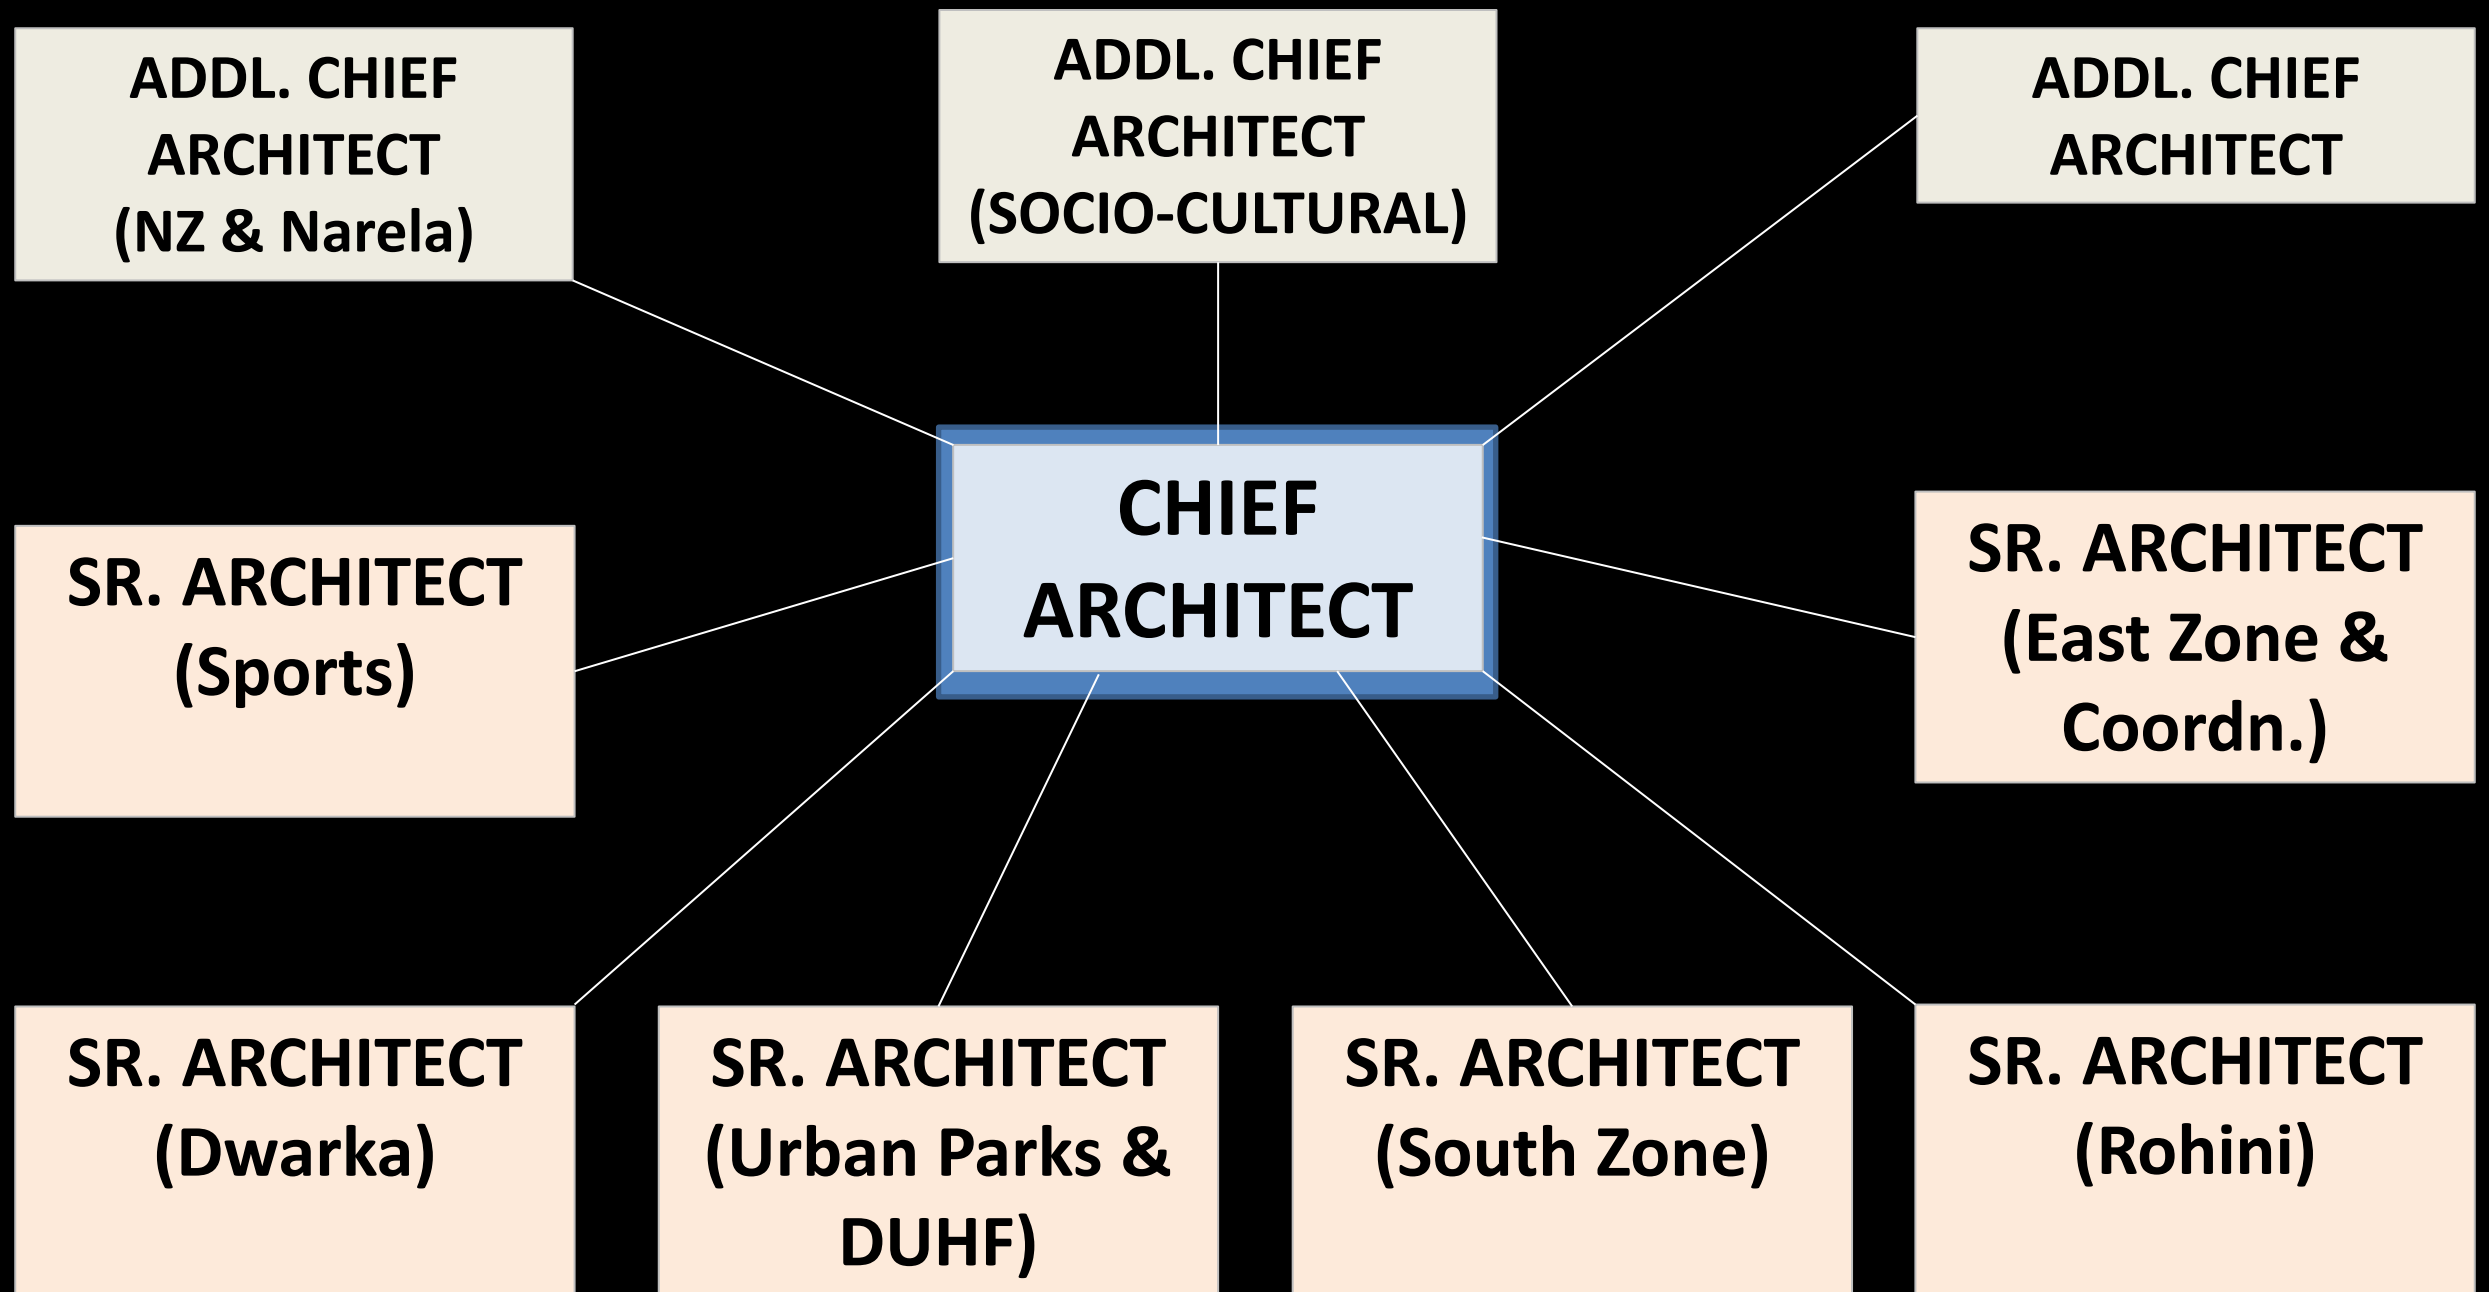 ADDL. CHIEF
ARCHITECT
(NZ & Narela)
ADDL. CHIEF
ARCHITECT
(SOCIO-CULTURAL)
ADDL. CHIEF
ARCHITECT
CHIEF
ARCHITECT
SR. ARCHITECT
(Sports)
SR. ARCHITECT
(East Zone &
Coordn.)
SR. ARCHITECT
(Dwarka)
SR. ARCHITECT
(Urban Parks &
DUHF)
SR. ARCHITECT
(South Zone)
SR. ARCHITECT
(Rohini)